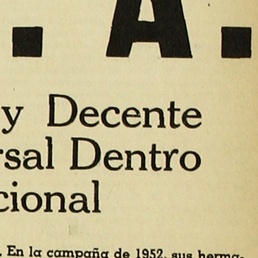 . A.
y Decente
rsal Dentro
cional
. En la campaña de 1952, sus herma-